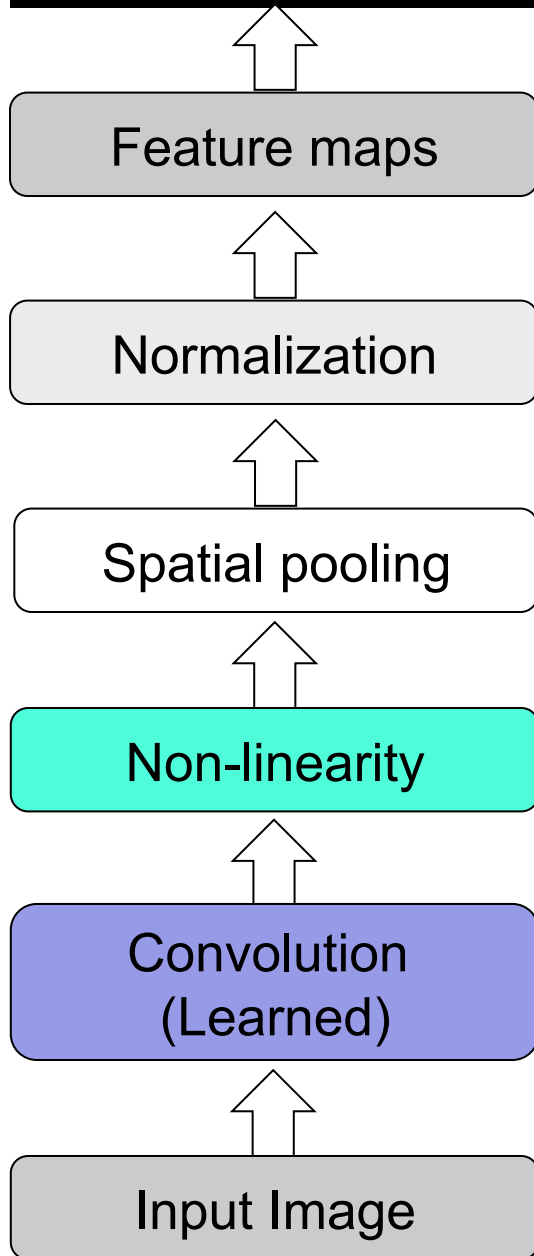 Feature maps
Normalization
Spatial pooling
Non-linearity
Convolution
(Learned)
Input Image